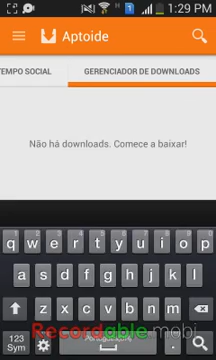 1:29 PM
Aptoide
TEMPO SOCIAL
GERENCIADOR DE DOWNLOADS
Não há downloads. Comece a baixar!
q w e r t y u i o p
a s d f g h j k l
z x c v b n m
Recordable.mobi
123
Sym